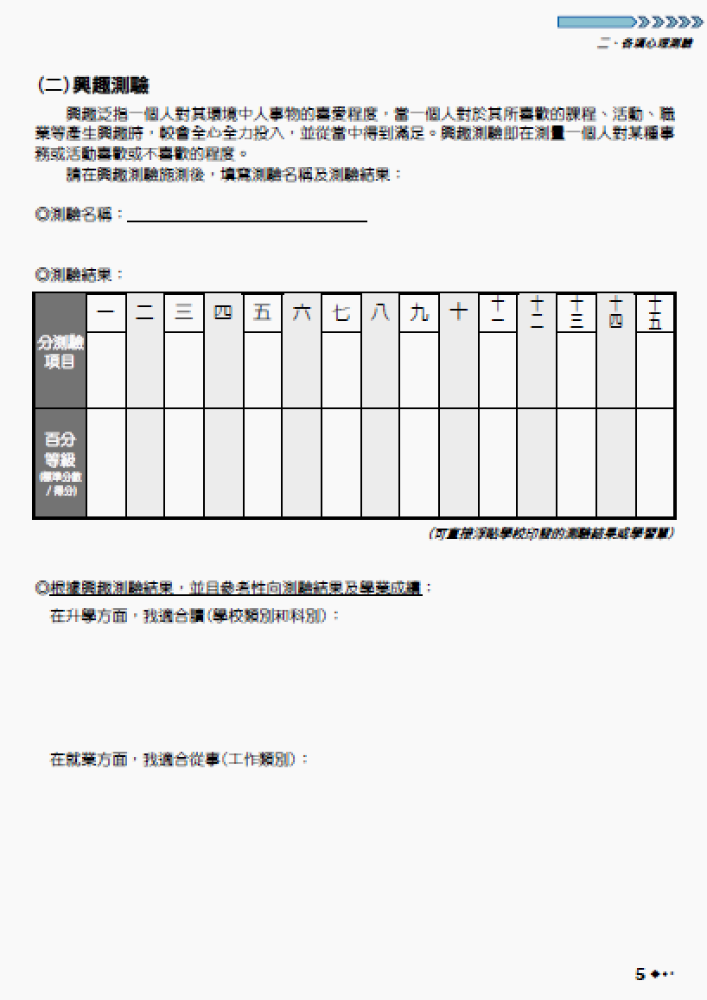 二、各項心理測驗
(二)興趣測驗
興趣泛指一個人對其環境中人事物的喜愛程度，當一個人對於其所喜歡的課程、活動、職
業等產生興趣時，較會全心全力投入，並從當中得到滿足。興趣測驗即在測量一個人對某種事
務或活動喜歡或不喜歡的程度。
請在興趣測驗施測後，填寫測驗名稱及測驗結果：
◎測驗名稱：
◎測驗結果：
分測驗
項目
一 二 三 四 五 六 七 八 九 十 十一 十二 十三 十四 十五
百分
等級
(標準分數
/ 得分)
(可直接浮貼學校印發的測驗結果或學習單)
◎根據興趣測驗結果，並且參考性向測驗結果及學業成績：
在升學方面，我適合讀(學校類別和科別)：
在就業方面，我適合從事(工作類別)：
5